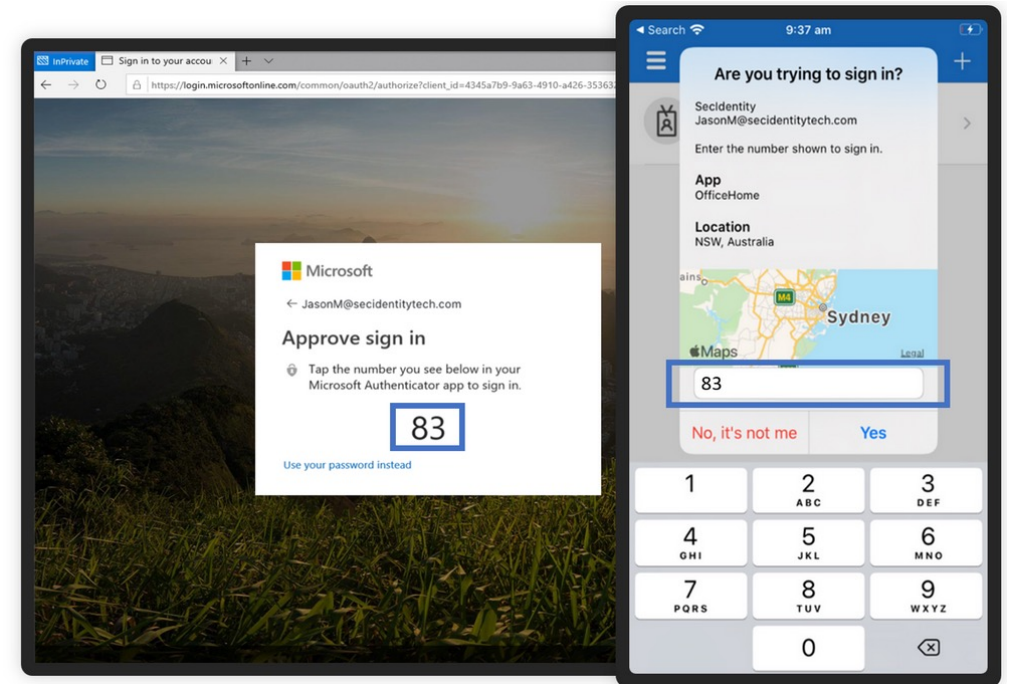 InPrivate
Sign in to your accou
https://login.microsoftonline.com/common/oauth2/authorize?client_id=4345a7b9-9a63-4910-a426-35363
Microsoft
JasonM@secidentitytech.com
Approve sign in
Tap the number you see below in your
Microsoft Authenticator app to sign in.
83
Use your password instead
Search
9:37 am
Are you trying to sign in?
SecIdentity
JasonM@secidentitytech.com
Enter the number shown to sign in.
App
OfficeHome
Location
NSW, Australia
ains
M4
Sydney
Maps
Legal
83
No, it's not me
Yes
1
2
3
ABC
DEF
4
5
6
GHI
JKL
MNO
7
8
9
PQRS
TUV
WXYZ
0